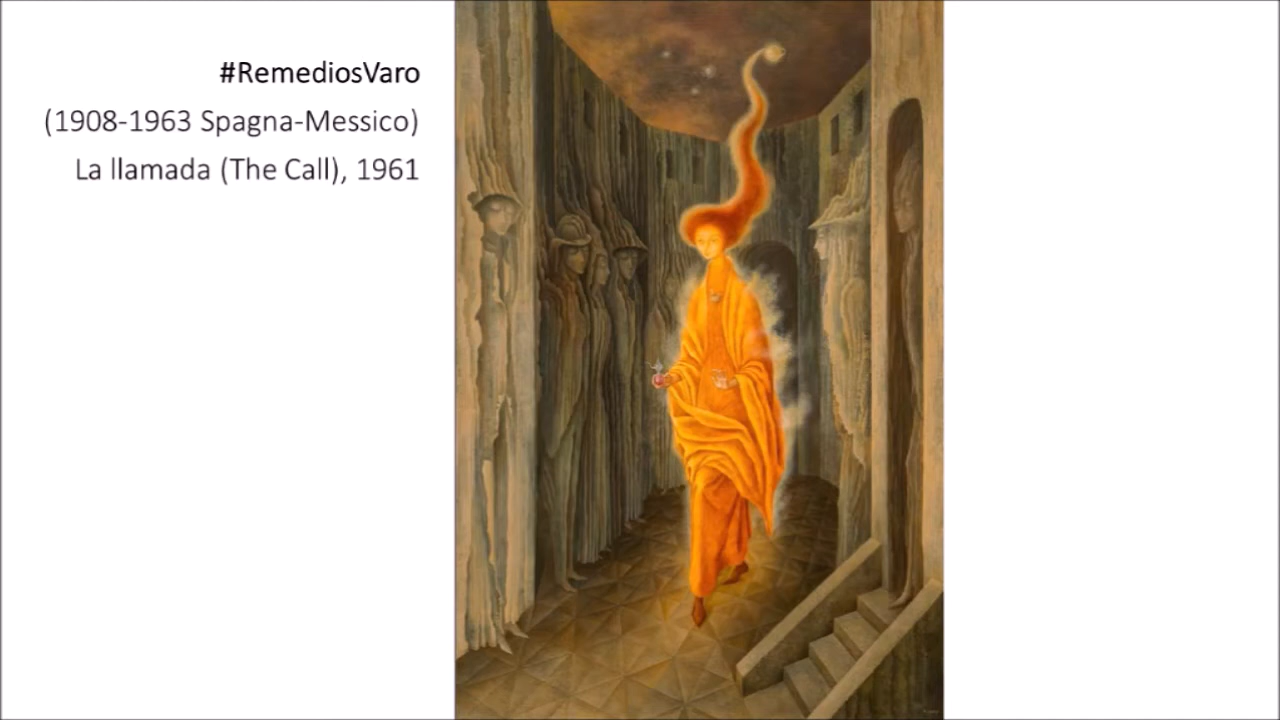 #RemediosVaro
(1908-1963 Spagna-Messico)
La llamada (The Call), 1961